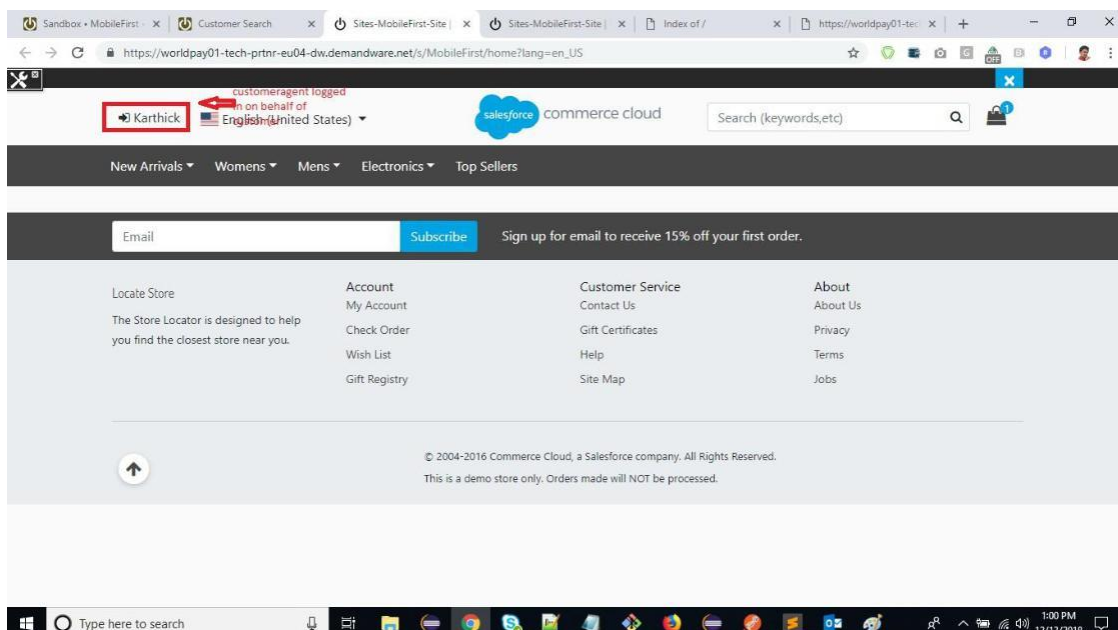 Sandbox • MobileFirst - Customer Search Sites-MobileFirst-Site | Sites-MobileFirst-Site | Index of / https://worldpay01-tec
https://worldpay01-tech-prtnr-eu04-dw.demandware.net/s/MobileFirst/home?lang=en_US
OFF
customeragent logged
in on behalf of
customer
Karthick English (United States)
salesforce commerce cloud
Search (keywords,etc)
1
New Arrivals Womens Mens Electronics Top Sellers
Email Subscribe Sign up for email to receive 15% off your first order.
Locate Store
The Store Locator is designed to help
you find the closest store near you.
Account
My Account
Check Order
Wish List
Gift Registry
Customer Service
Contact Us
Gift Certificates
Help
Site Map
About
About Us
Privacy
Terms
Jobs
© 2004-2016 Commerce Cloud, a Salesforce company. All Rights Reserved.
This is a demo store only. Orders made will NOT be processed.
Type here to search
1:00 PM